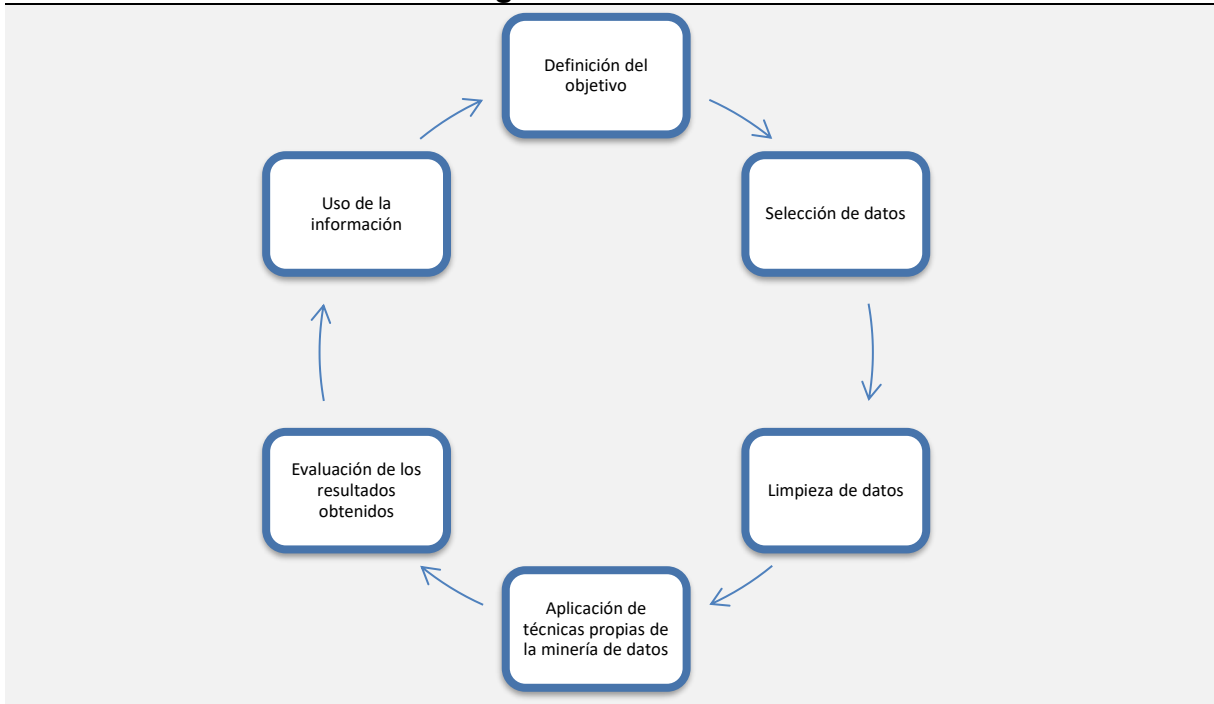 Definición del
objetivo
Selección de datos
Limpieza de datos
Aplicación de
técnicas propias de
la minería de datos
Evaluación de los
resultados
obtenidos
Uso de la
información